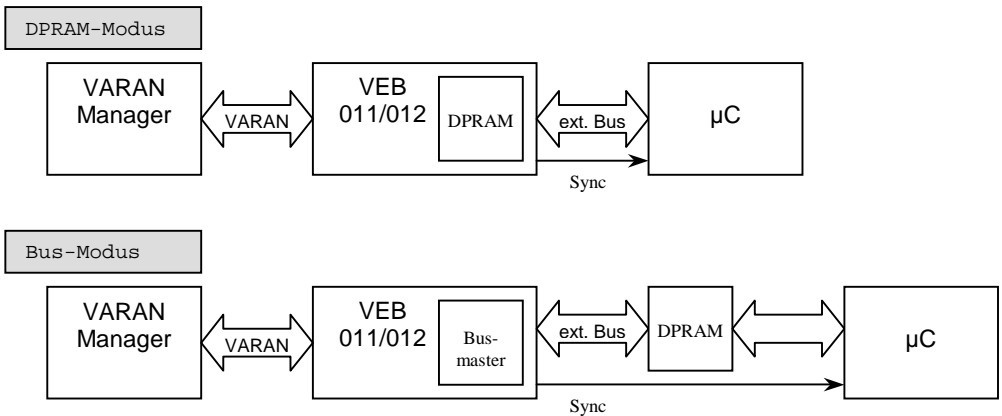 DPRAM-Modus
VARAN
Manager
VARAN
VEB
011/012
DPRAM
ext. Bus
µC
Sync
Bus-Modus
VARAN
Manager
VARAN
VEB
011/012
Bus-
master
ext. Bus
DPRAM
µC
Sync